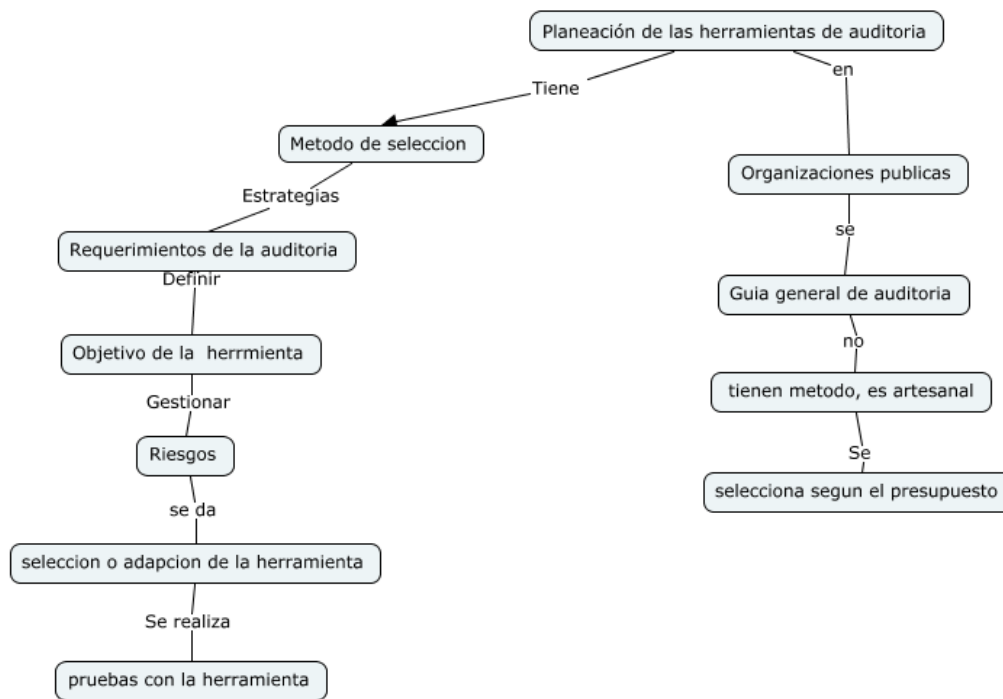 Planeación de las herramientas de auditoria
Tiene
en
Metodo de seleccion
Organizaciones publicas
Estrategias
se
Requerimientos de la auditoria
Definir
Guia general de auditoria
no
Objetivo de la herrmienta
tienen metodo, es artesanal
Gestionar
Se
Riesgos
selecciona segun el presupuesto
se da
seleccion o adapcion de la herramienta
Se realiza
pruebas con la herramienta